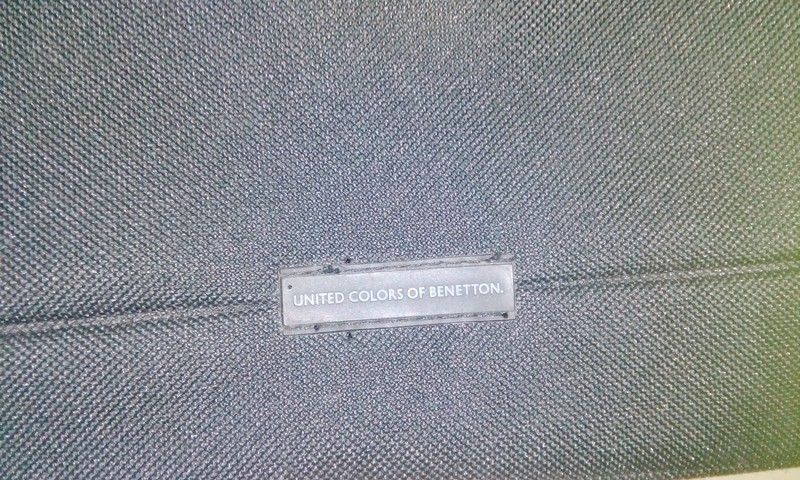 UNITED COLORS OF BENETTON.